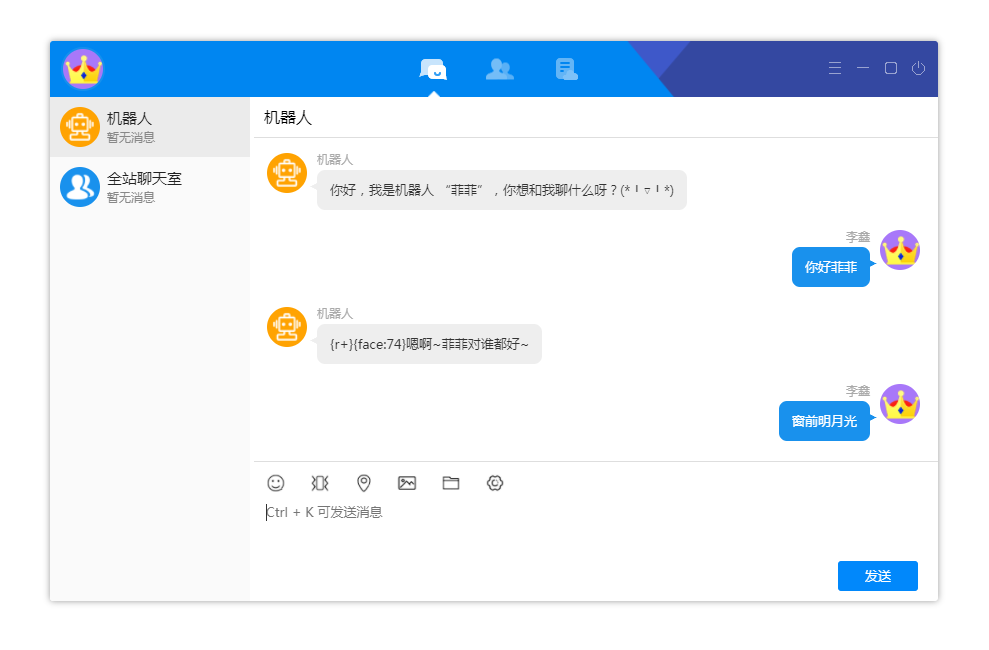 机器人
暂无消息
全站聊天室
暂无消息
机器人
机器人
你好，我是机器人 “菲菲” ，你想和我聊什么呀？(*╹▽╹*)
李鑫
你好菲菲
机器人
{r+}{face:74}嗯啊~菲菲对谁都好~
李鑫
窗前明月光
Ctrl + K 可发送消息
发送